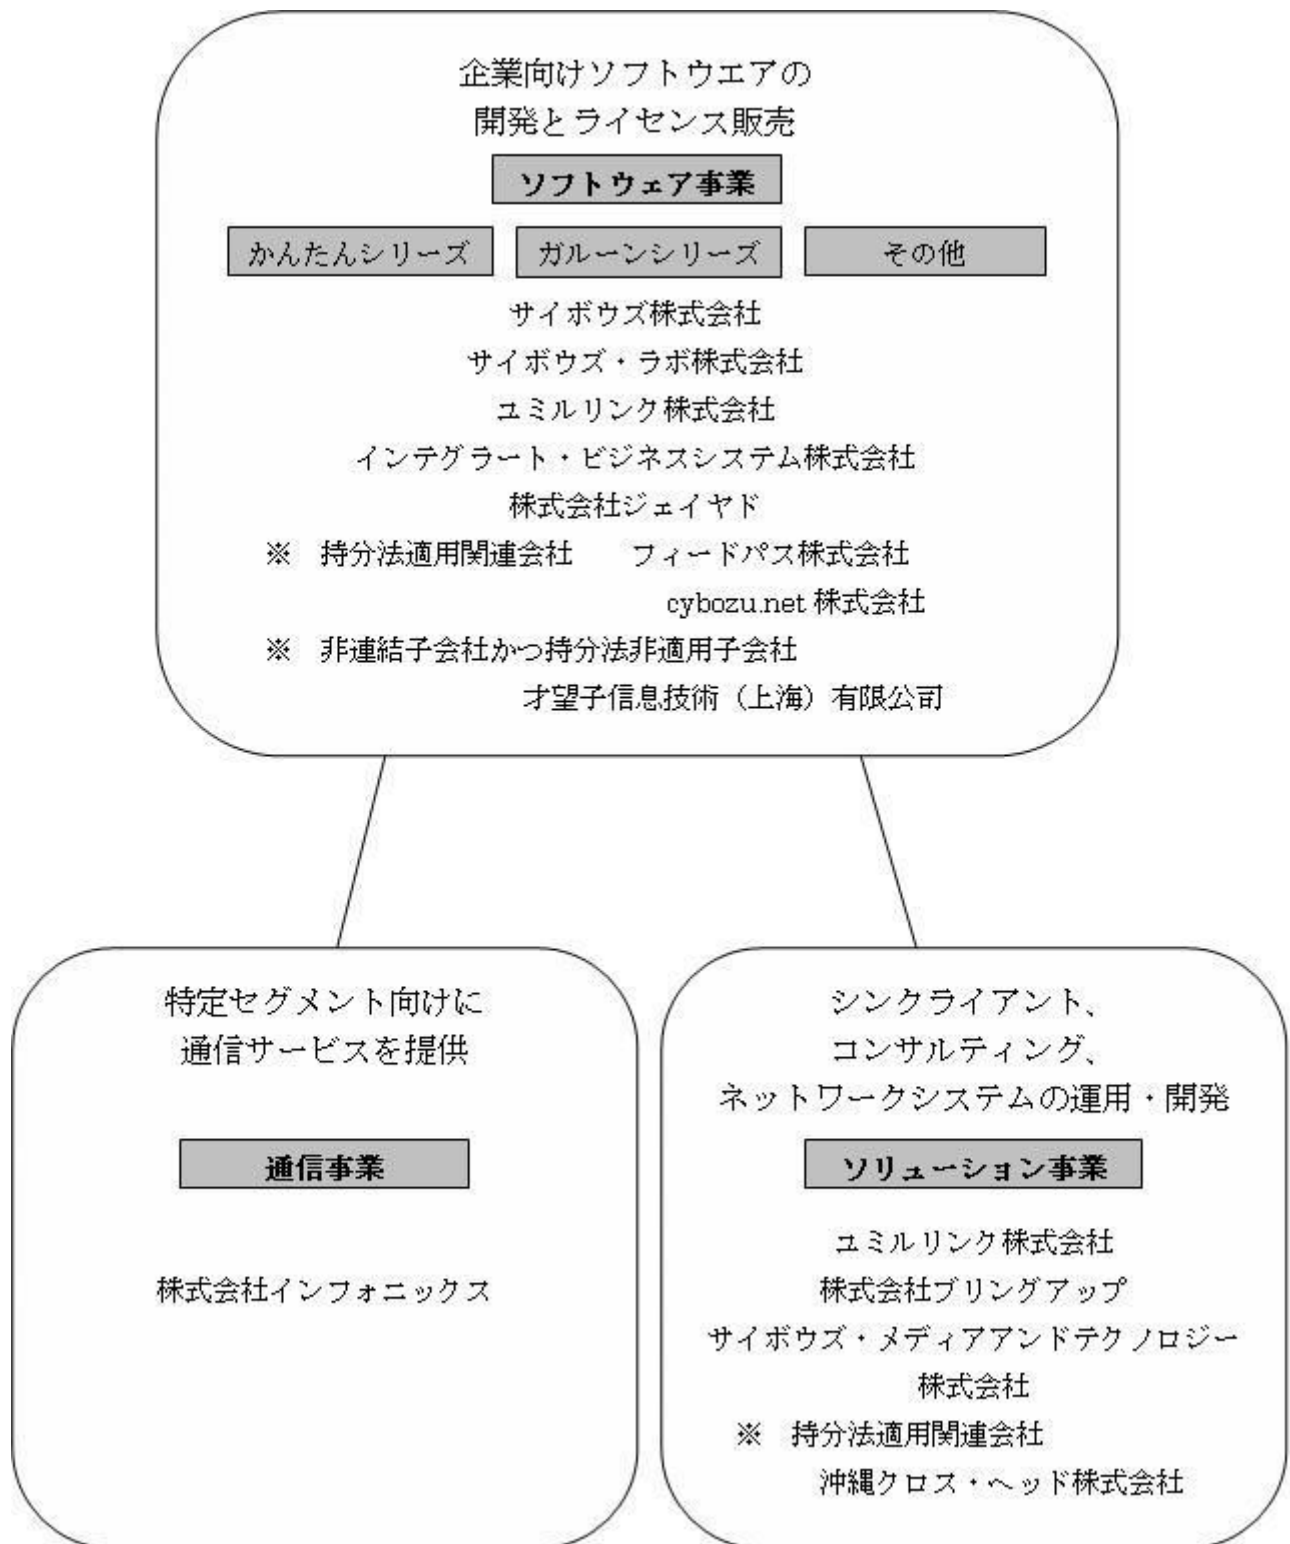 企業向けソフトウエアの
開発とライセンス販売
ソフトウェア事業
かんたんシリーズ
ガルーンシリーズ
その他
サイボウズ株式会社
サイボウズ・ラボ株式会社
ユミルリンク株式会社
インテグラート・ビジネスシステム株式会社
株式会社ジェイヤド
※ 持分法適用関連会社 フィードパス株式会社
cybozu.net 株式会社
※ 非連結子会社かつ持分法非適用子会社
才望子信息技術（上海）有限公司
特定セグメント向けに
通信サービスを提供
通信事業
株式会社インフォニックス
シンクライアント、
コンサルティング、
ネットワークシステムの運用・開発
ソリューション事業
ユミルリンク株式会社
株式会社ブリングアップ
サイボウズ・メディアアンドテクノロジー
株式会社
※ 持分法適用関連会社
沖縄クロス・ヘッド株式会社